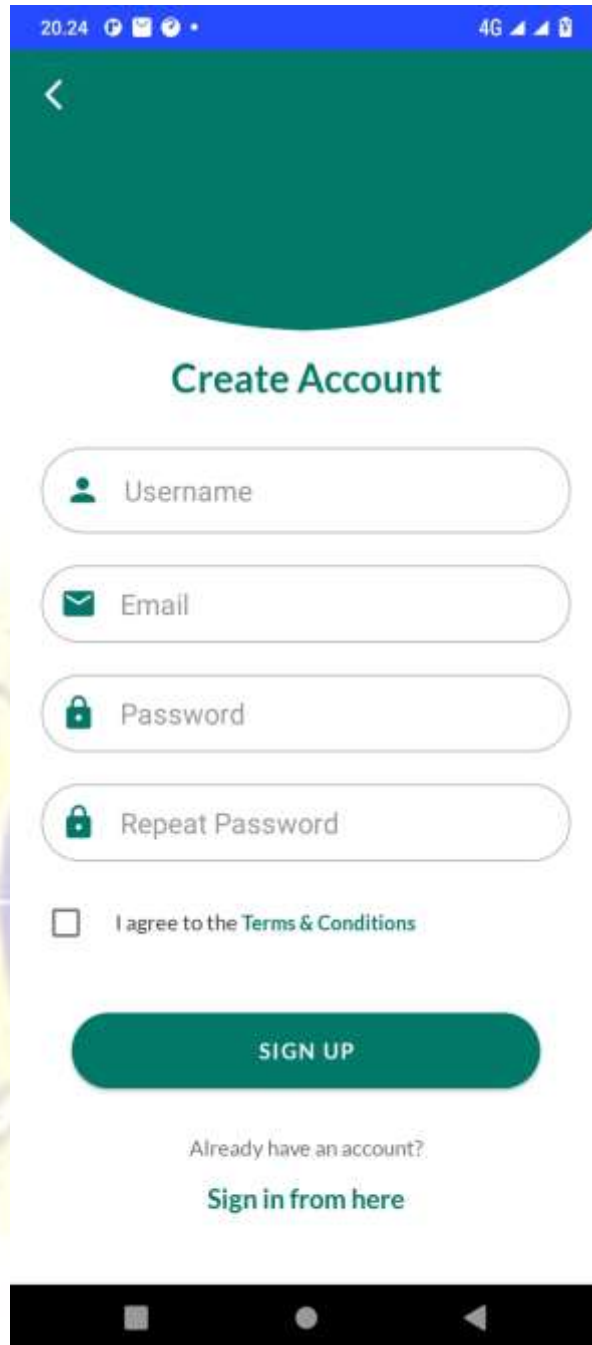 20.24
4G
Create Account
Username
Email
Password
Repeat Password
I agree to the Terms & Conditions
SIGN UP
Already have an account?
Sign in from here